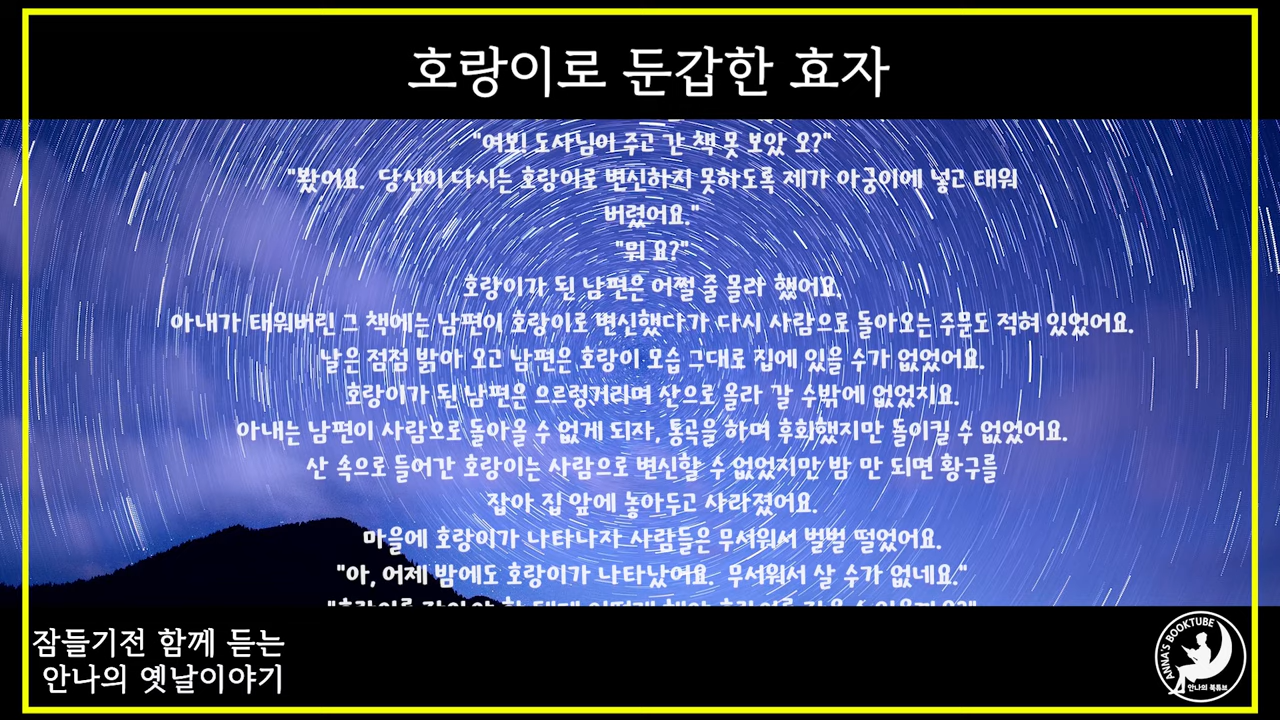 호랑이로 둔갑한 효자
"여보! 도사님이 주고 간 책 못 보았 오?"
"봤어요. 당신이 다시는 호랑이로 변신하지 못하도록 제가 아궁이에 넣고 태워
버렸어요."
"뭐 요?"
호랑이가 된 남편은 어쩔 줄 몰라 했어요.
아내가 태워버린 그 책에는 남편이 호랑이로 변신했다가 다시 사람으로 돌아오는 주문도 적혀 있었어요.
날은 점점 밝아 오고 남편은 호랑이 모습 그대로 집에 있을 수가 없었어요.
호랑이가 된 남편은 으르렁거리며 산으로 올라 갈 수밖에 없었지요.
아내는 남편이 사람으로 돌아올 수 없게 되자, 통곡을 하며 후회했지만 돌이킬 수 없었어요.
산 속으로 들어간 호랑이는 사람으로 변신할 수 없었지만 밤 만 되면 황구를
잡아 집 앞에 놓아두고 사라졌어요.
마을에 호랑이가 나타나자 사람들은 무서워서 벌벌 떨었어요.
"아, 어제 밤에도 호랑이가 나타났어요. 무서워서 살 수가 없네요."
잠들기전 함께 듣는
안나의 옛날이야기
ANNA'S BOOKTUBE
안나의 북튜브